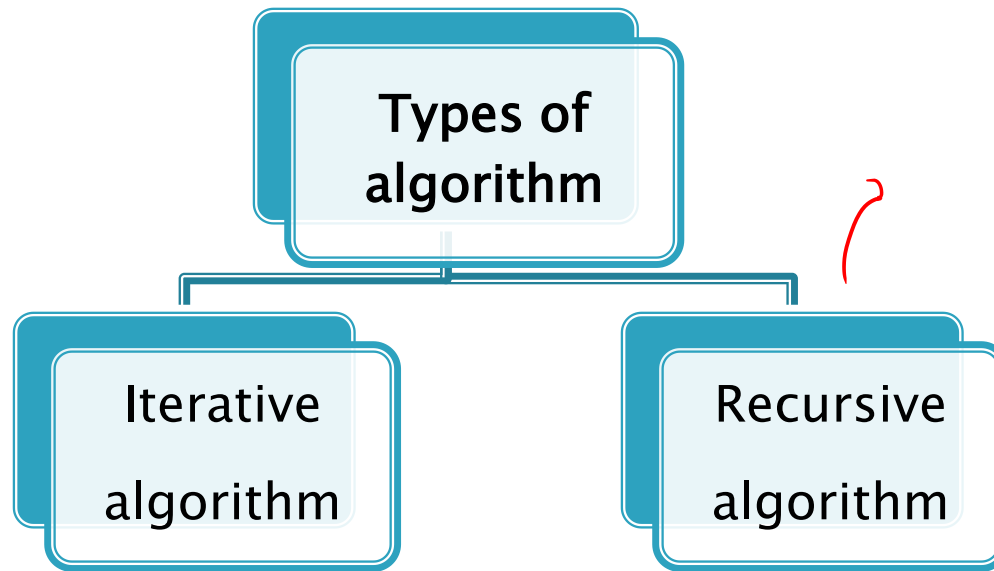 Types of
algorithm
Iterative
algorithm
Recursive
algorithm